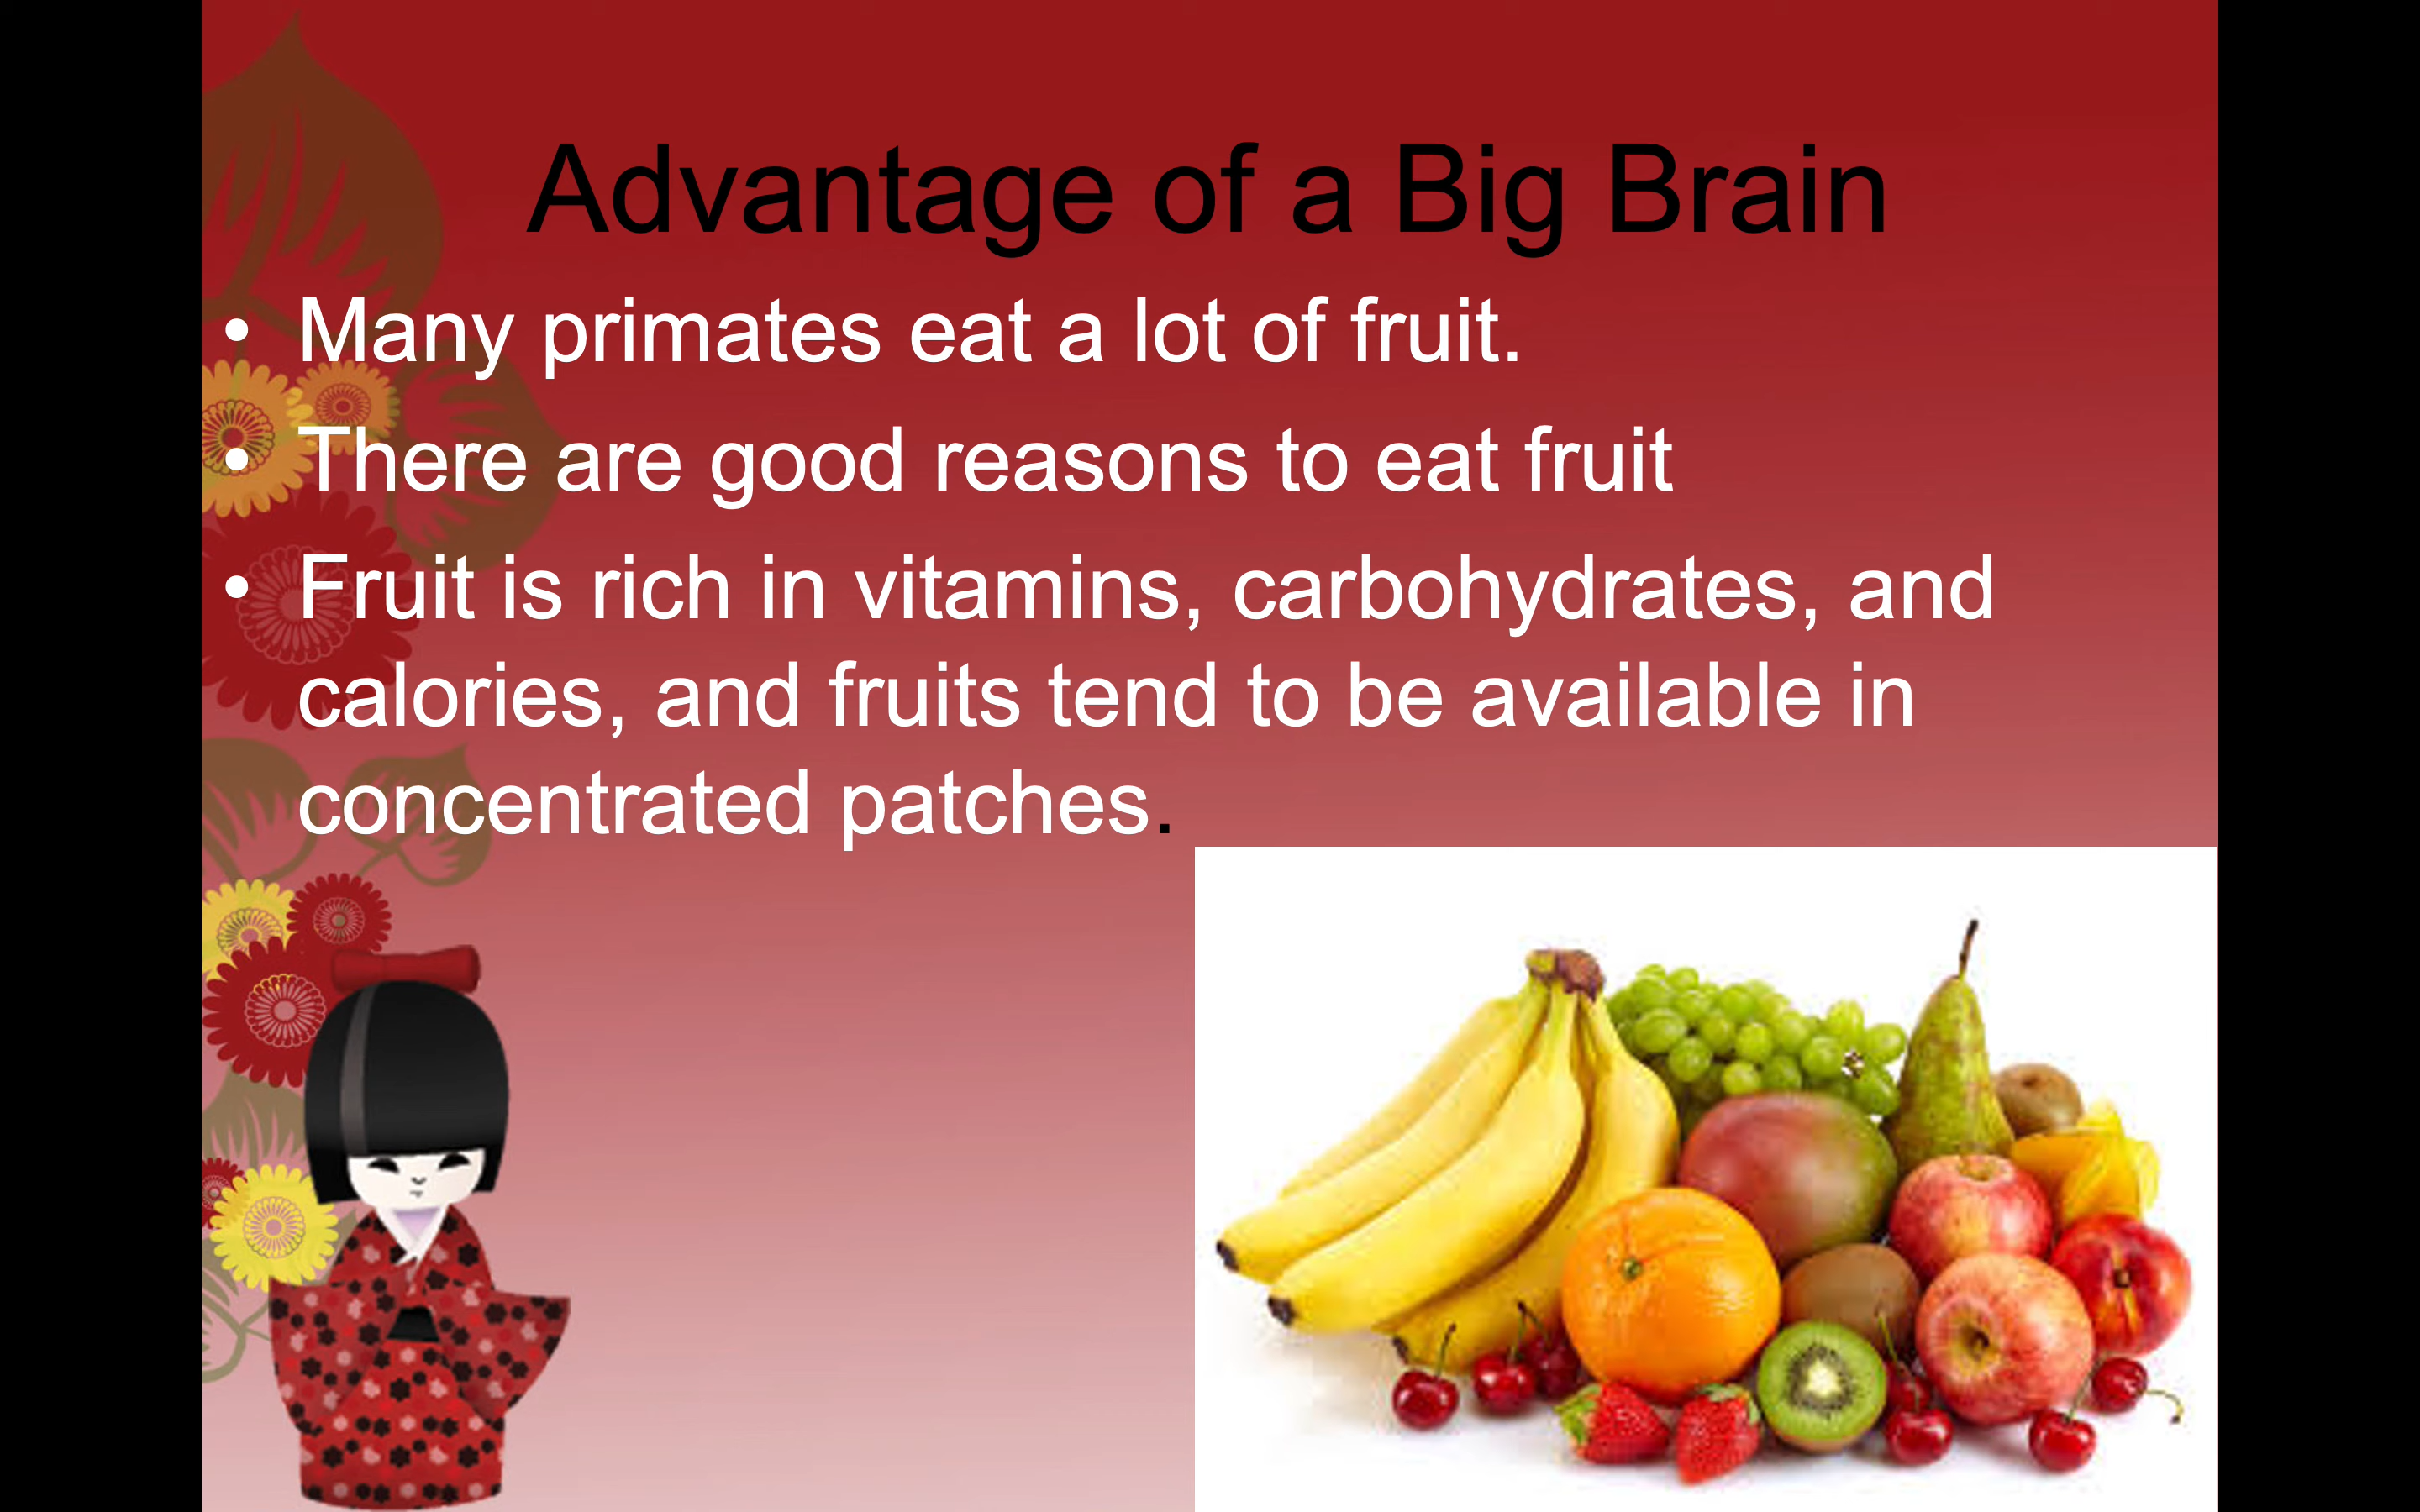 Advantage of a Big Brain
• Many primates eat a lot of fruit.
• There are good reasons to eat fruit
• Fruit is rich in vitamins, carbohydrates, and
calories, and fruits tend to be available in
concentrated patches.